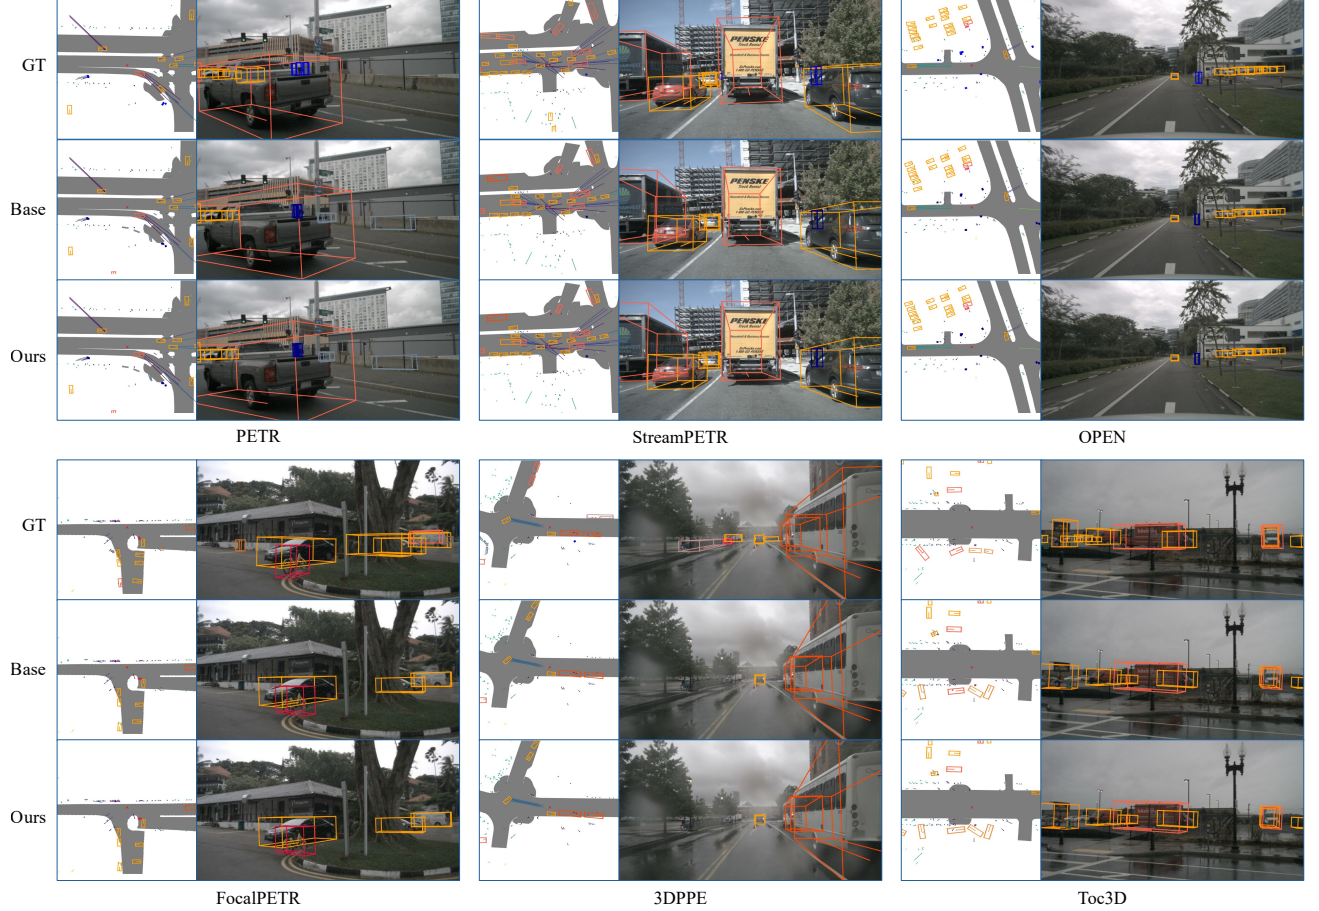 GT
PENSKE
Truck Rental
Base
PENSKE
Truck Rental
Ours
PENSKE
Truck Rental
PETR
StreamPETR
OPEN
GT
Base
Ours
FocalPETR
3DPPE
Toc3D